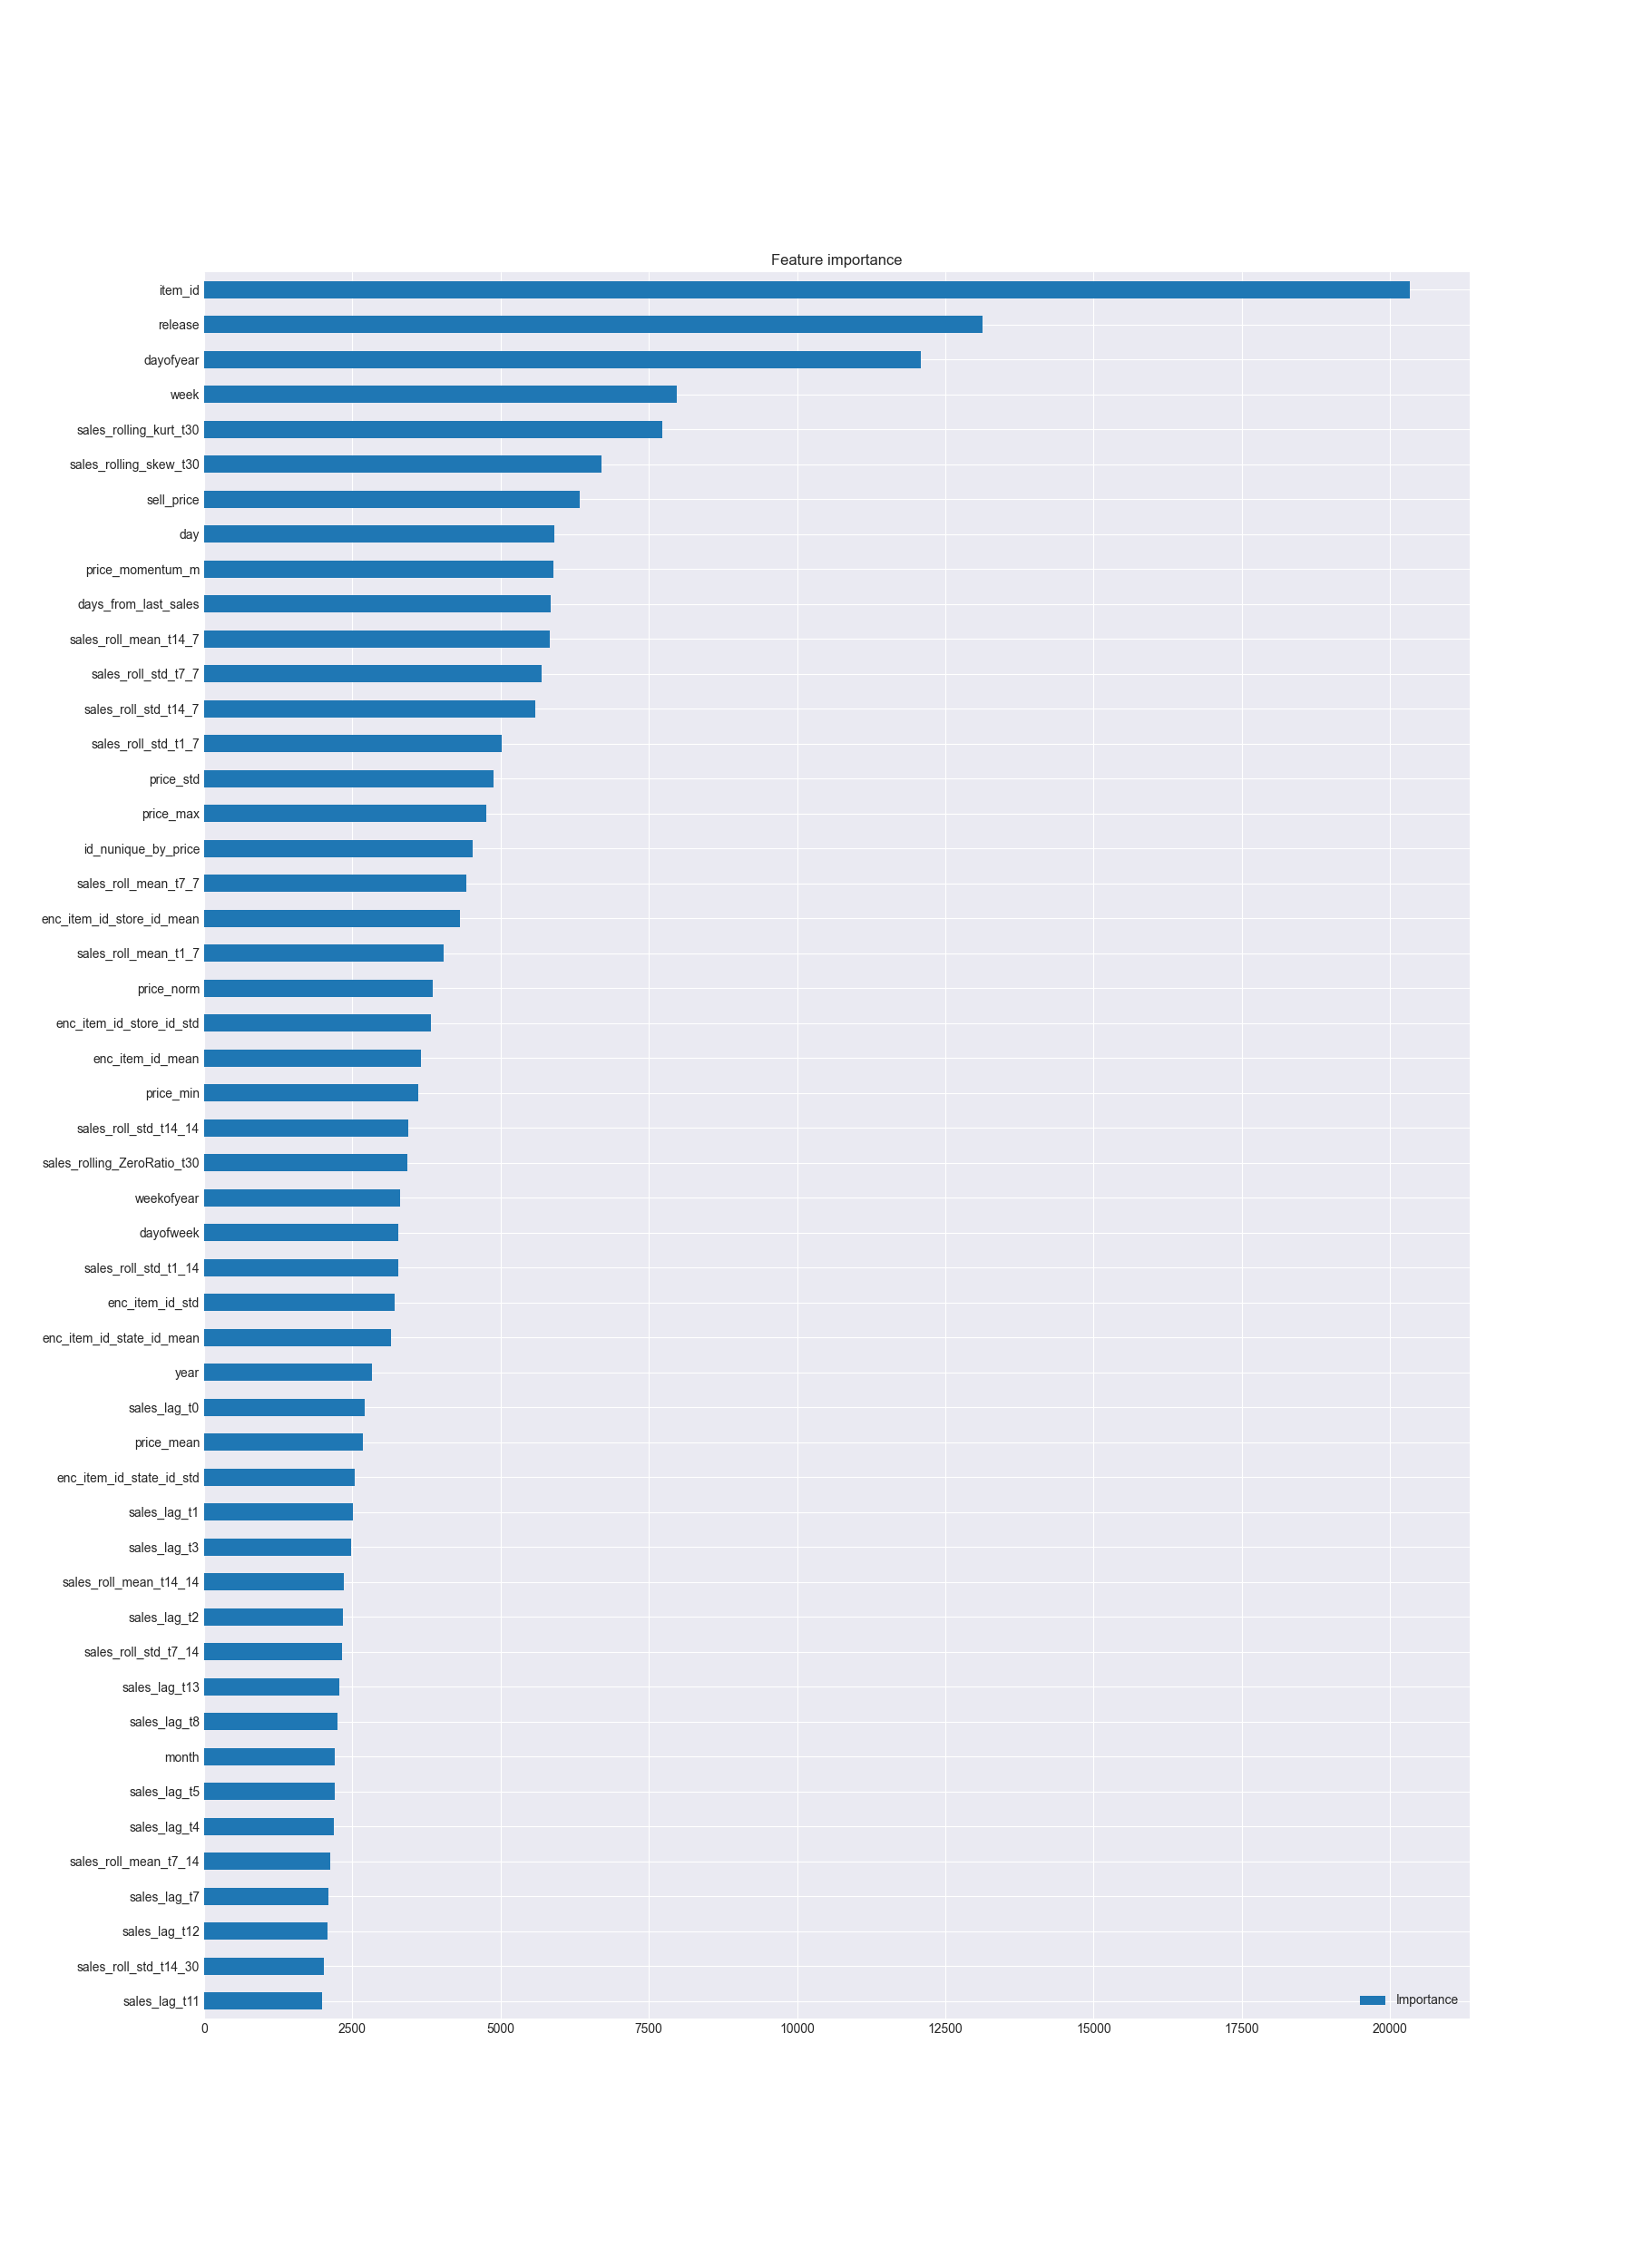 Feature importance
item_id
release
dayofyear
week
sales_rolling_kurt_t30
sales_rolling_skew_t30
sell_price
day
price_momentum_m
days_from_last_sales
sales_roll_mean_t14_7
sales_roll_std_t7_7
sales_roll_std_t14_7
sales_roll_std_t1_7
price_std
price_max
id_nunique_by_price
sales_roll_mean_t7_7
enc_item_id_store_id_mean
sales_roll_mean_t1_7
price_norm
enc_item_id_store_id_std
enc_item_id_mean
price_min
sales_roll_std_t14_14
sales_rolling_ZeroRatio_t30
weekofyear
dayofweek
sales_roll_std_t1_14
enc_item_id_std
enc_item_id_state_id_mean
year
sales_lag_t0
price_mean
enc_item_id_state_id_std
sales_lag_t1
sales_lag_t3
sales_roll_mean_t14_14
sales_lag_t2
sales_roll_std_t7_14
sales_lag_t13
sales_lag_t8
month
sales_lag_t5
sales_lag_t4
sales_roll_mean_t7_14
sales_lag_t7
sales_lag_t12
sales_roll_std_t14_30
sales_lag_t11
Importance
0 2500 5000 7500 10000 12500 15000 17500 20000